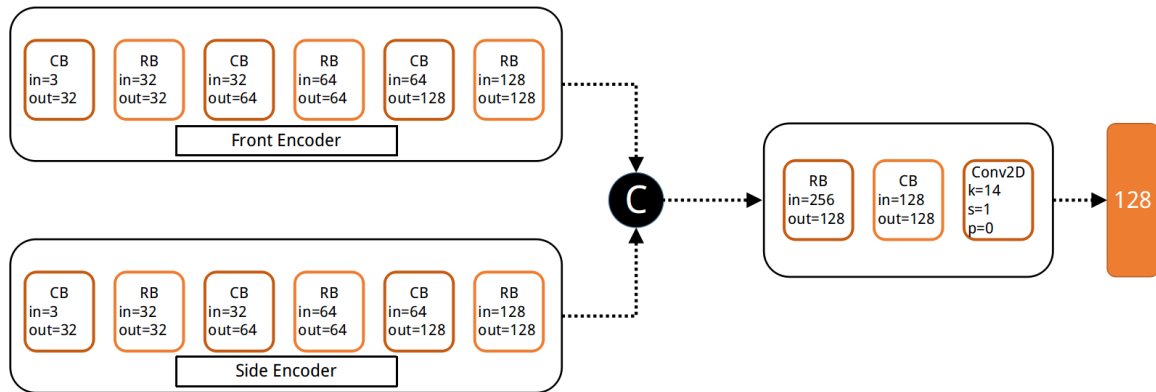 CB
in=3
out=32
RB
in=32
out=32
CB
in=32
out=64
RB
in=64
out=64
CB
in=64
out=128
RB
in=128
out=128
Front Encoder
C
RB
in=256
out=128
CB
in=128
out=128
Conv2D
k=14
s=1
p=0
128
CB
in=3
out=32
RB
in=32
out=32
CB
in=32
out=64
RB
in=64
out=64
CB
in=64
out=128
RB
in=128
out=128
Side Encoder